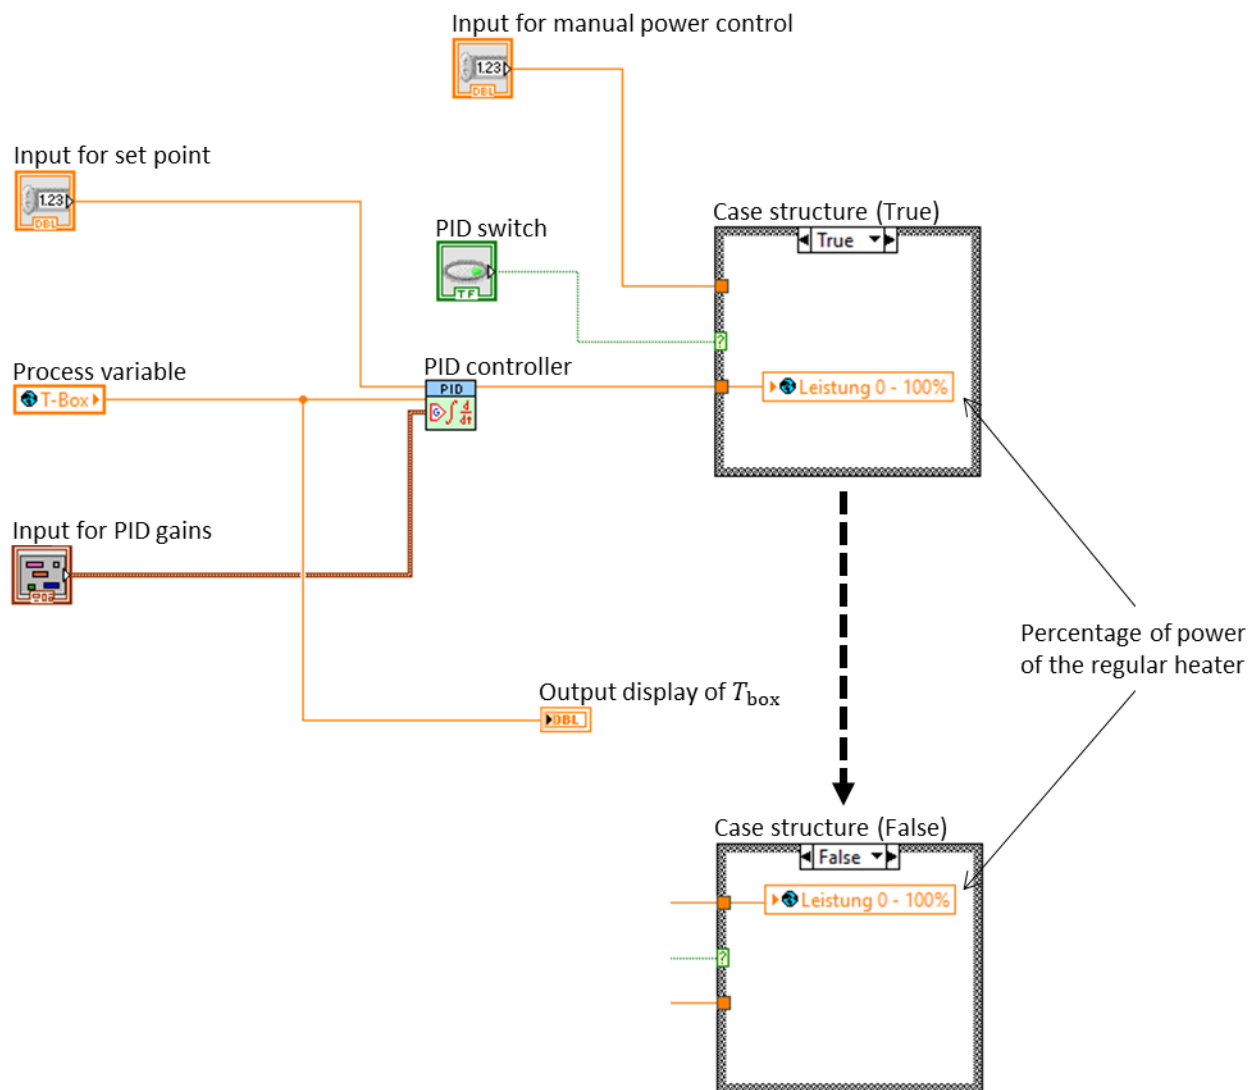 Input for manual power control
1.23
DBL
Input for set point
1.23
DBL
PID switch
TF
Case structure (True)
True
?
Process variable
T-Box
PID controller
PID
G ∫ d/dt
Leistung 0 - 100%
Input for PID gains
Percentage of power
of the regular heater
Output display of T_box
DBL
Case structure (False)
False
Leistung 0 - 100%
?